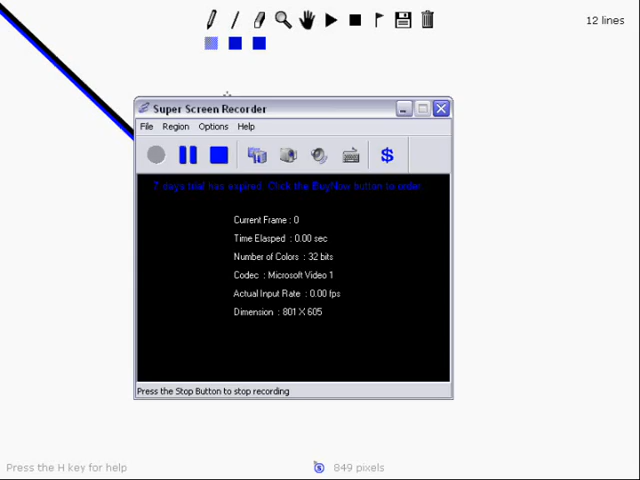 12 lines
Super Screen Recorder
File Region Options Help
$
7 days trial has expired. Click the BuyNow button to order
Current Frame : 0
Time Elasped : 0.00 sec
Number of Colors : 32 bits
Codec : Microsoft Video 1
Actual Input Rate : 0.00 fps
Dimension : 801 X 605
Press the Stop Button to stop recording
Press the H key for help
849 pixels